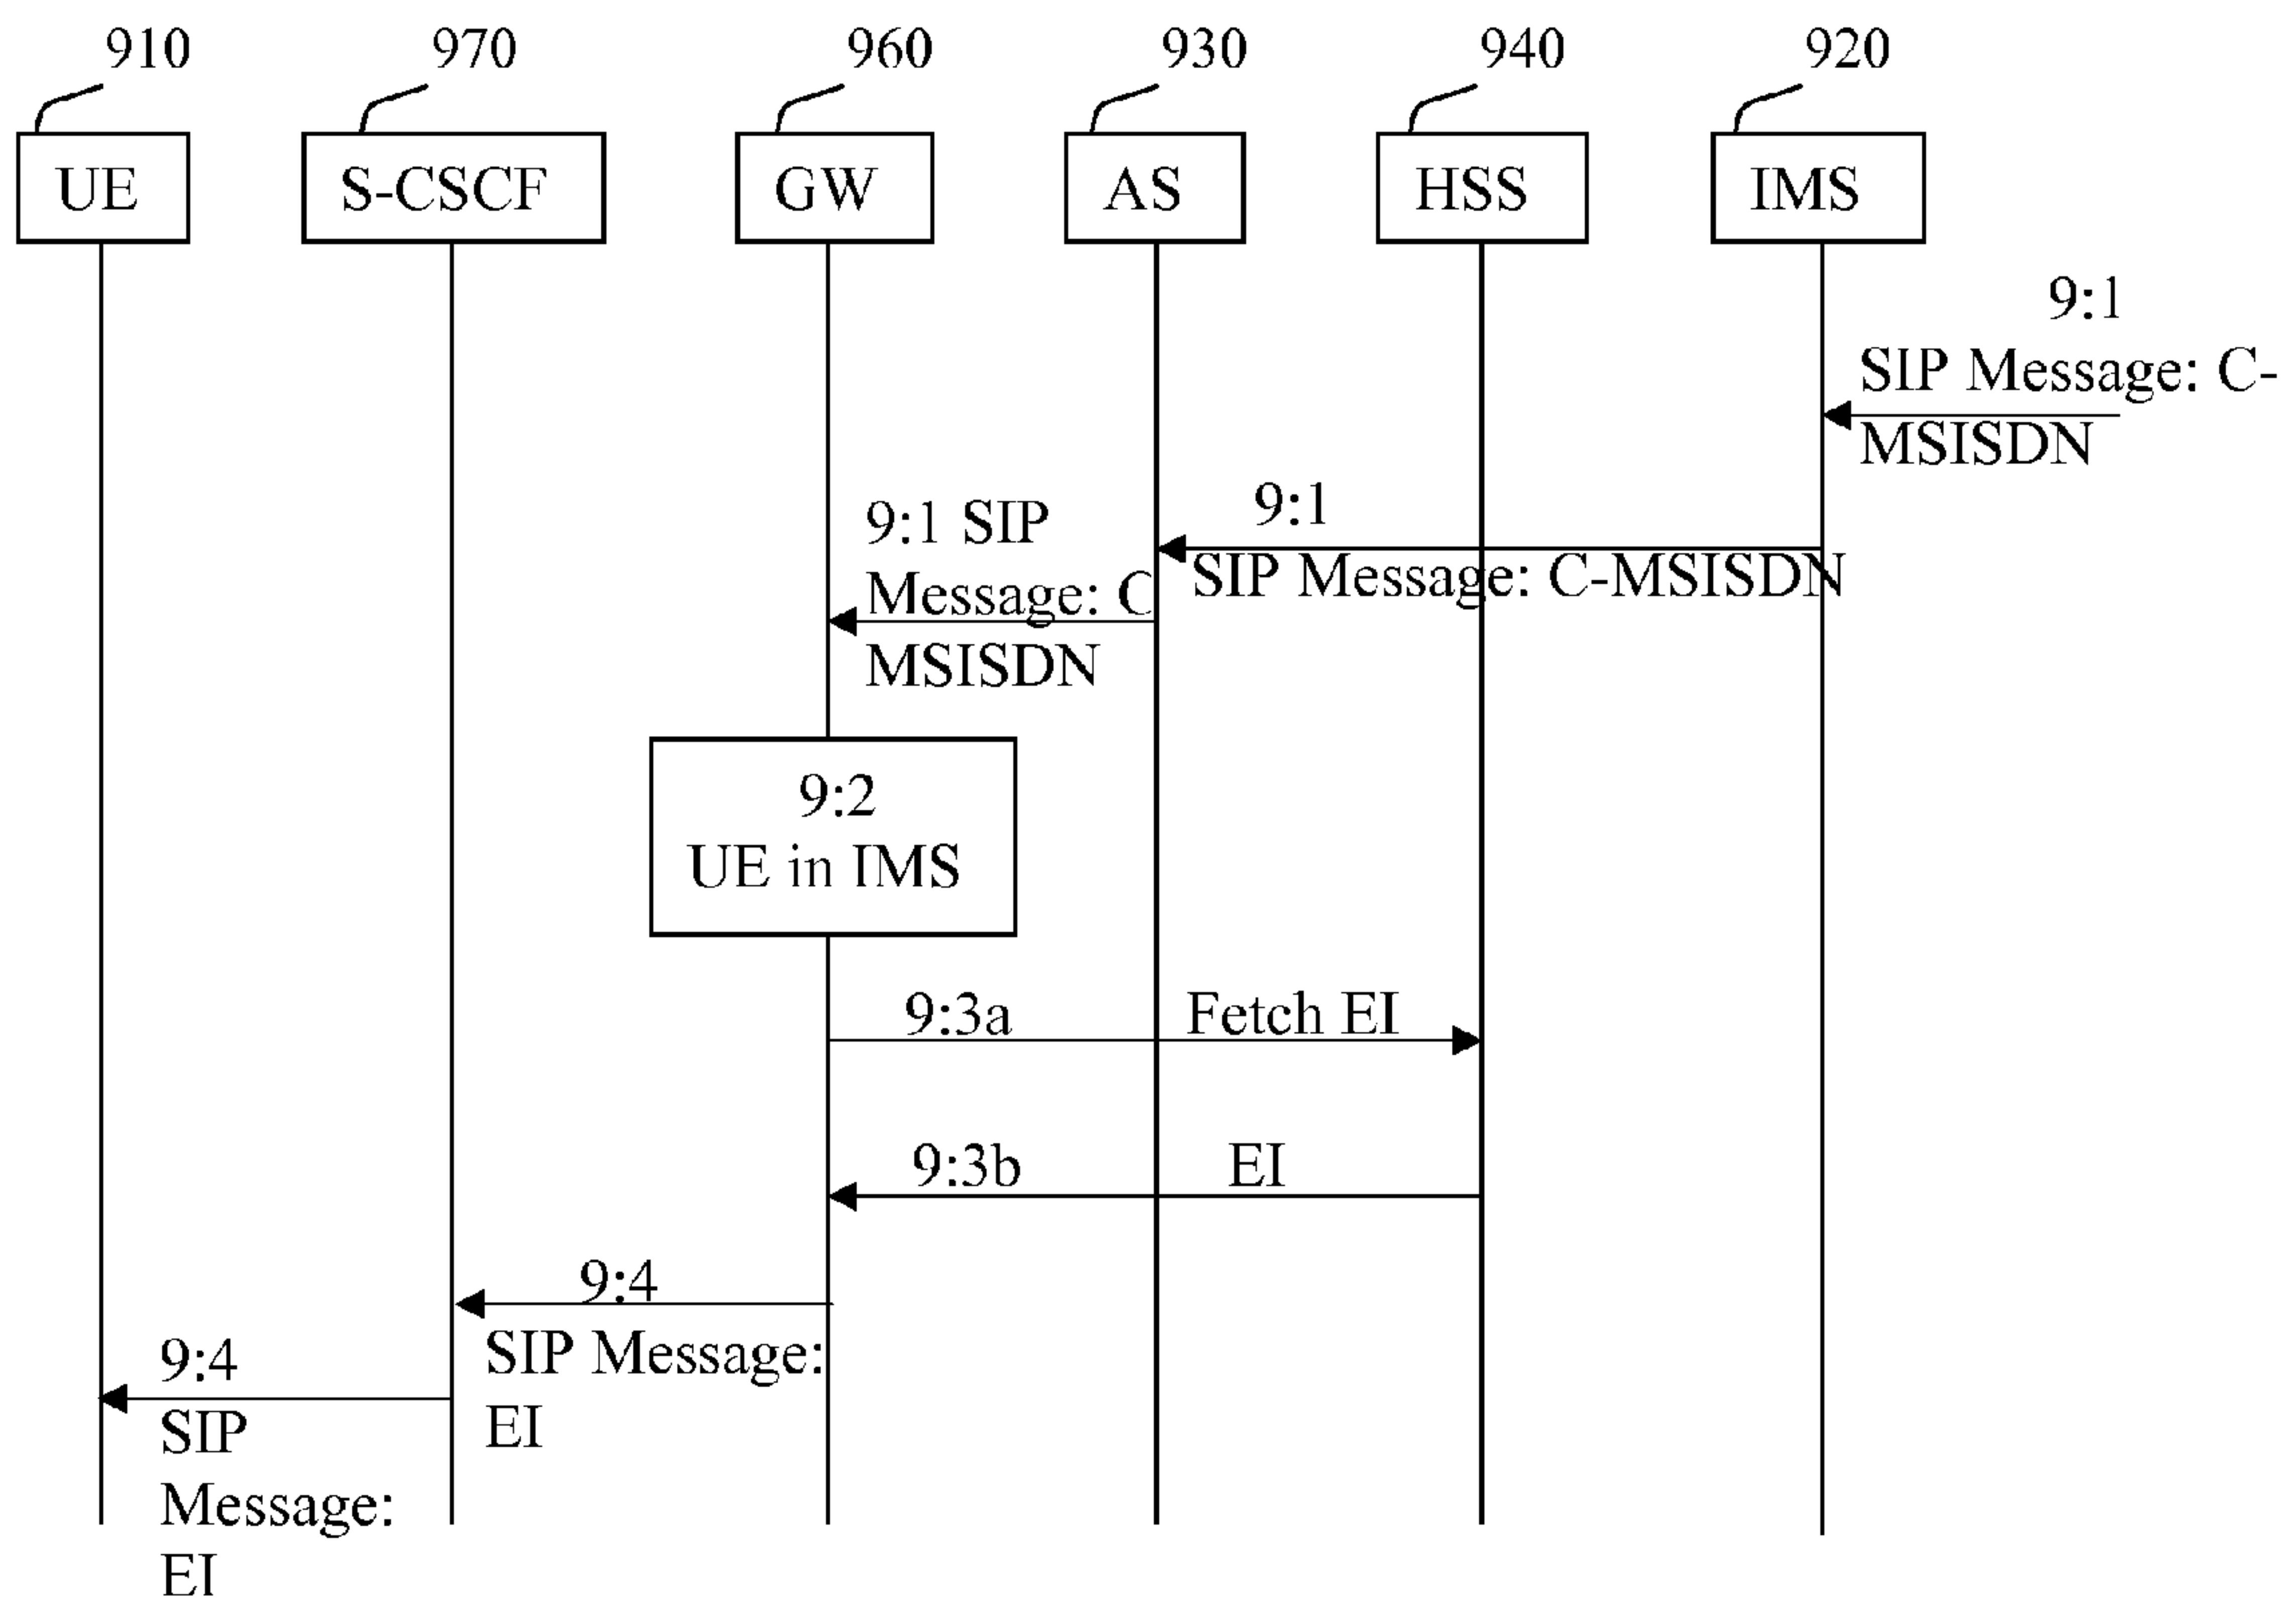 910
970
960
930
940
920
UE
S-CSCF
GW
AS
HSS
IMS
9:1
SIP Message: C-
MSISDN
9:1
SIP Message: C-MSISDN
9:1 SIP
Message: C
MSISDN
9:2
UE in IMS
9:3a
Fetch EI
9:3b
EI
9:4
SIP Message:
EI
9:4
SIP
Message:
EI